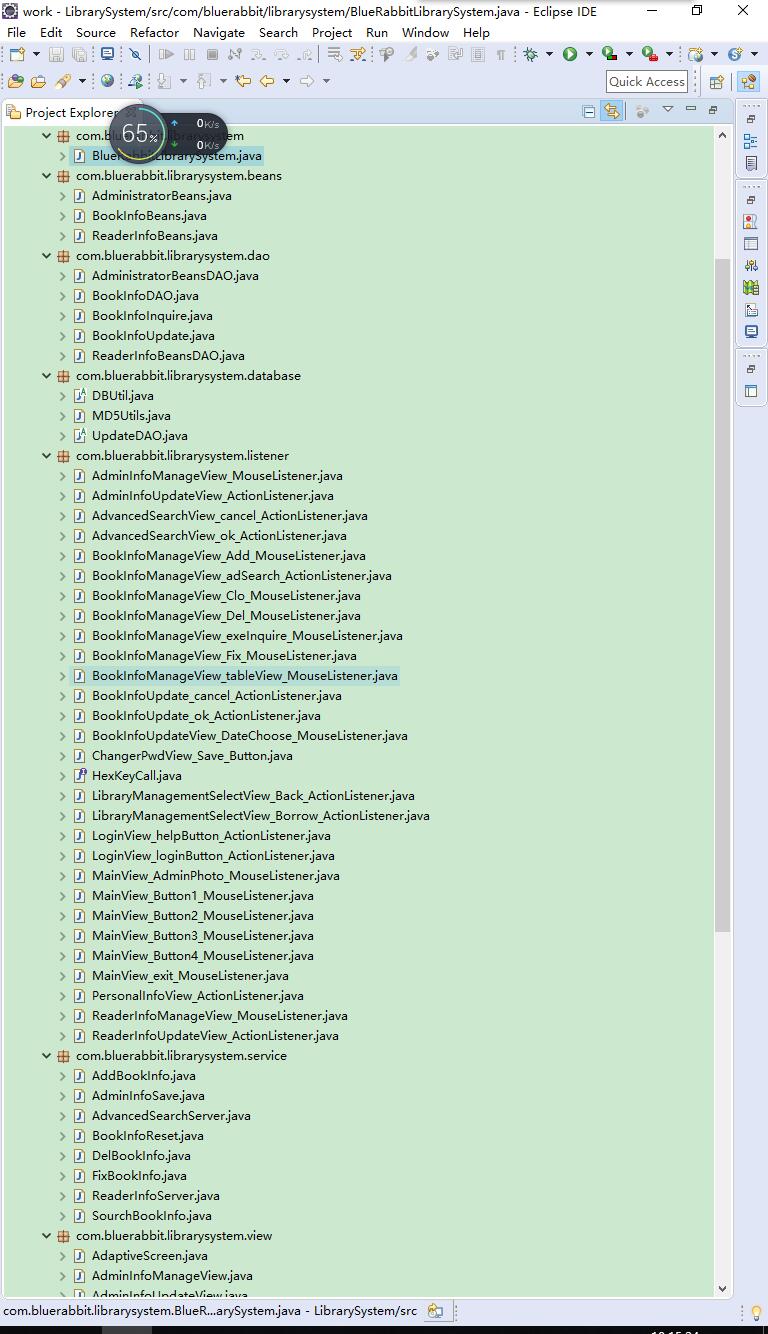 work - LibrarySystem/src/com/bluerabbit/librarysystem/BlueRabbitLibrarySystem.java - Eclipse IDE
File Edit Source Refactor Navigate Search Project Run Window Help
Quick Access
Project Explorer
65%
0K/s
0K/s
com.bluerabbit.librarysystem
BlueRabbitLibrarySystem.java
com.bluerabbit.librarysystem.beans
AdministratorBeans.java
BookInfoBeans.java
ReaderInfoBeans.java
com.bluerabbit.librarysystem.dao
AdministratorBeansDAO.java
BookInfoDAO.java
BookInfoInquire.java
BookInfoUpdate.java
ReaderInfoBeansDAO.java
com.bluerabbit.librarysystem.database
DBUtil.java
MD5Utils.java
UpdateDAO.java
com.bluerabbit.librarysystem.listener
AdminInfoManageView_MouseListener.java
AdminInfoUpdateView_ActionListener.java
AdvancedSearchView_cancel_ActionListener.java
AdvancedSearchView_ok_ActionListener.java
BookInfoManageView_Add_MouseListener.java
BookInfoManageView_adSearch_ActionListener.java
BookInfoManageView_Clo_MouseListener.java
BookInfoManageView_Del_MouseListener.java
BookInfoManageView_exeInquire_MouseListener.java
BookInfoManageView_Fix_MouseListener.java
BookInfoManageView_tableView_MouseListener.java
BookInfoUpdate_cancel_ActionListener.java
BookInfoUpdate_ok_ActionListener.java
BookInfoUpdateView_DateChoose_MouseListener.java
ChangerPwdView_Save_Button.java
HexKeyCall.java
LibraryManagementSelectView_Back_ActionListener.java
LibraryManagementSelectView_Borrow_ActionListener.java
LoginView_helpButton_ActionListener.java
LoginView_loginButton_ActionListener.java
MainView_AdminPhoto_MouseListener.java
MainView_Button1_MouseListener.java
MainView_Button2_MouseListener.java
MainView_Button3_MouseListener.java
MainView_Button4_MouseListener.java
MainView_exit_MouseListener.java
PersonalInfoView_ActionListener.java
ReaderInfoManageView_MouseListener.java
ReaderInfoUpdateView_ActionListener.java
com.bluerabbit.librarysystem.service
AddBookInfo.java
AdminInfoSave.java
AdvancedSearchServer.java
BookInfoReset.java
DelBookInfo.java
FixBookInfo.java
ReaderInfoServer.java
SourchBookInfo.java
com.bluerabbit.librarysystem.view
AdaptiveScreen.java
AdminInfoManageView.java
AdminInfoUpdateView.java
com.bluerabbit.librarysystem.BlueR...arySystem.java - LibrarySystem/src